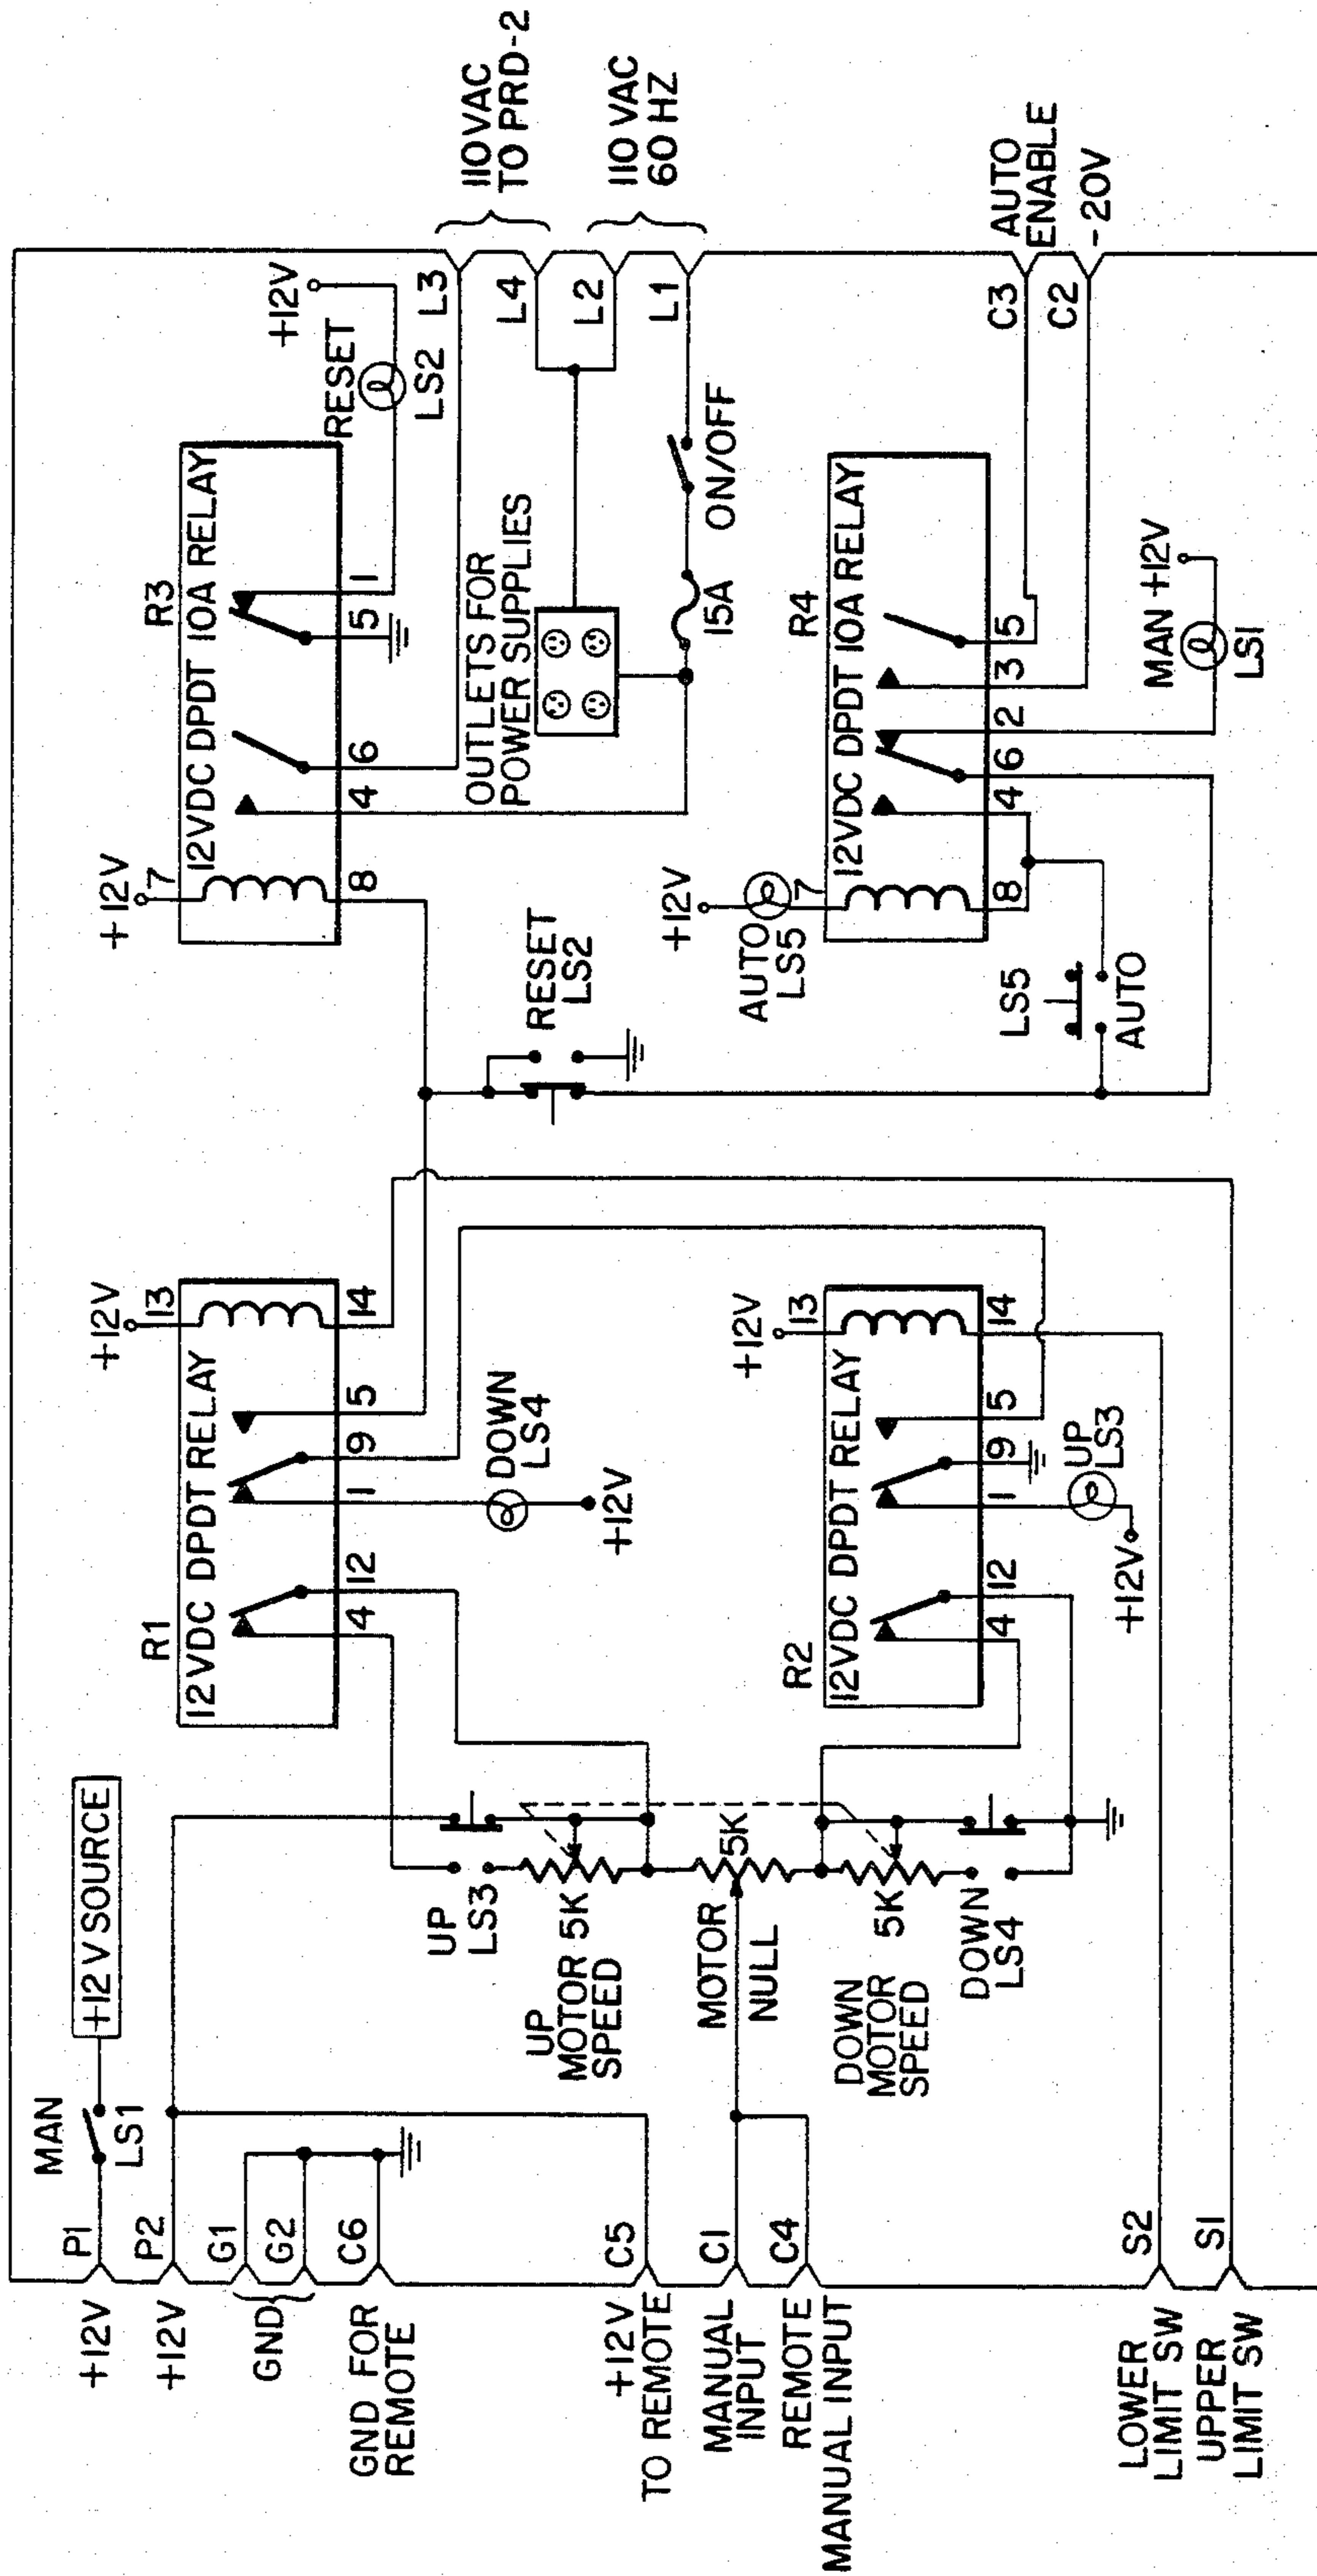 +12V
P1
MAN
LS1
+12 V SOURCE
+12V
P2
GND
G1
G2
GND FOR
REMOTE
C6
+12V
TO REMOTE
C5
MANUAL
INPUT
C1
REMOTE
MANUAL INPUT
C4
LOWER
LIMIT SW
S2
UPPER
LIMIT SW
S1
UP
LS3
UP
MOTOR 5K
SPEED
MOTOR
NULL
5K
DOWN
MOTOR
SPEED
5K
DOWN
LS4
R1
12VDC DPDT RELAY
4
12
1
9
5
14
13
+12V
DOWN
LS4
+12V
R2
12VDC DPDT RELAY
4
12
1
9
5
14
13
+12V
UP
LS3
+12V
RESET
LS2
+12V
7
R3
12VDC DPDT 10A RELAY
8
4
6
5
1
+12V
RESET
LS2
OUTLETS FOR
POWER SUPPLIES
15A
ON/OFF
L3
L4
L2
L1
110VAC
TO PRD-2
110 VAC
60 HZ
+12V
AUTO
LS5
7
R4
12VDC DPDT 10A RELAY
8
4
6
2
3
5
LS5
AUTO
MAN +12V
LS1
C3
C2
AUTO
ENABLE
-20V